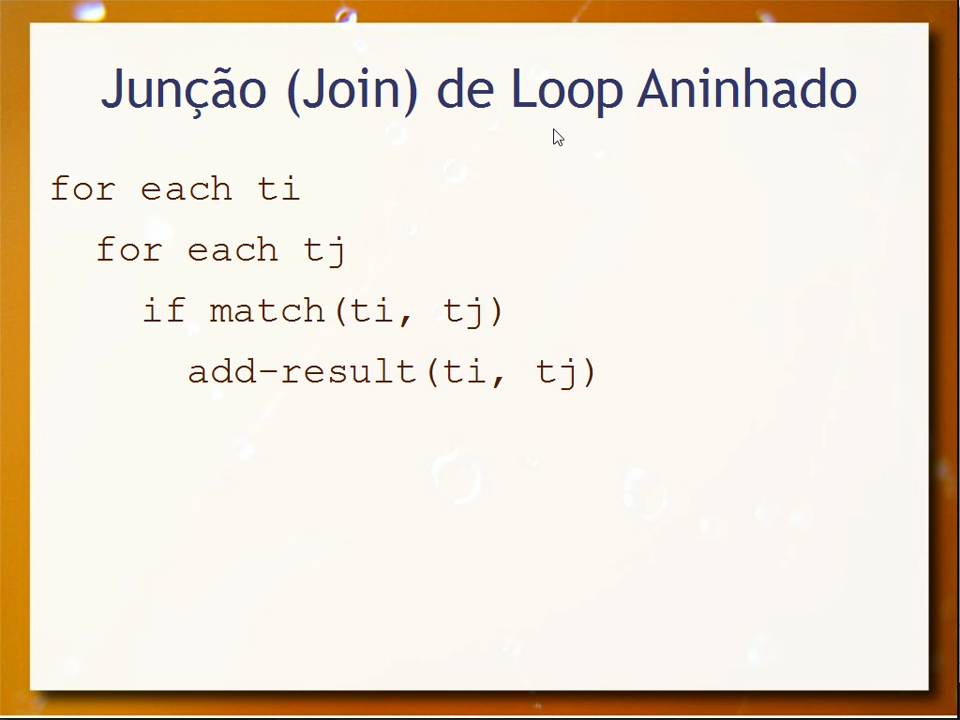 Junção (Join) de Loop Aninhado
for each ti
for each tj
if match(ti, tj)
add-result(ti, tj)